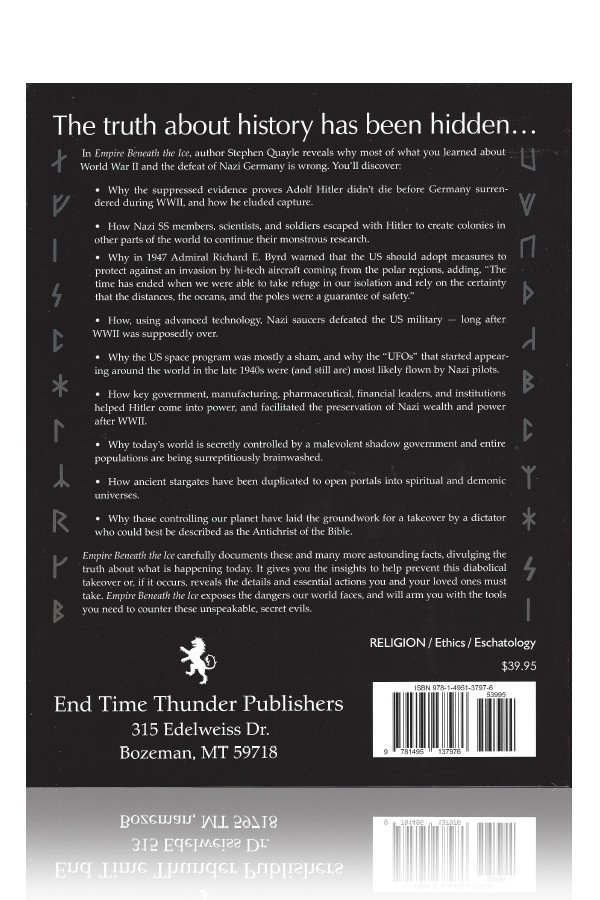 The truth about history has been hidden…
In Empire Beneath the Ice, author Stephen Quayle reveals why most of what you learned about
World War II and the defeat of Nazi Germany is wrong. You'll discover:
• Why the suppressed evidence proves Adolf Hitler didn't die before Germany surren-
dered during WWII, and how he eluded capture.
• How Nazi SS members, scientists, and soldiers escaped with Hitler to create colonies in
other parts of the world to continue their monstrous research.
• Why in 1947 Admiral Richard E. Byrd warned that the US should adopt measures to
protect against an invasion by hi-tech aircraft coming from the polar regions, adding, "The
time has ended when we were able to take refuge in our isolation and rely on the certainty
that the distances, the oceans, and the poles were a guarantee of safety."
• How, using advanced technology, Nazi saucers defeated the US military — long after
WWII was supposedly over.
• Why the US space program was mostly a sham, and why the "UFOs" that started appear-
ing around the world in the late 1940s were (and still are) most likely flown by Nazi pilots.
• How key government, manufacturing, pharmaceutical, financial leaders, and institutions
helped Hitler come into power, and facilitated the preservation of Nazi wealth and power
after WWII.
• Why today's world is secretly controlled by a malevolent shadow government and entire
populations are being surreptitiously brainwashed.
• How ancient stargates have been duplicated to open portals into spiritual and demonic
universes.
• Why those controlling our planet have laid the groundwork for a takeover by a dictator
who could best be described as the Antichrist of the Bible.
Empire Beneath the Ice carefully documents these and many more astounding facts, divulging the
truth about what is happening today. It gives you the insights to help prevent this diabolical
takeover or, if it occurs, reveals the details and essential actions you and your loved ones must
take. Empire Beneath the Ice exposes the dangers our world faces, and will arm you with the tools
you need to counter these unspeakable, secret evils.
RELIGION / Ethics / Eschatology
$39.95
End Time Thunder Publishers
315 Edelweiss Dr.
Bozeman, MT 59718
ISBN 978-1-4951-3797-6
53995
9 781495 137976